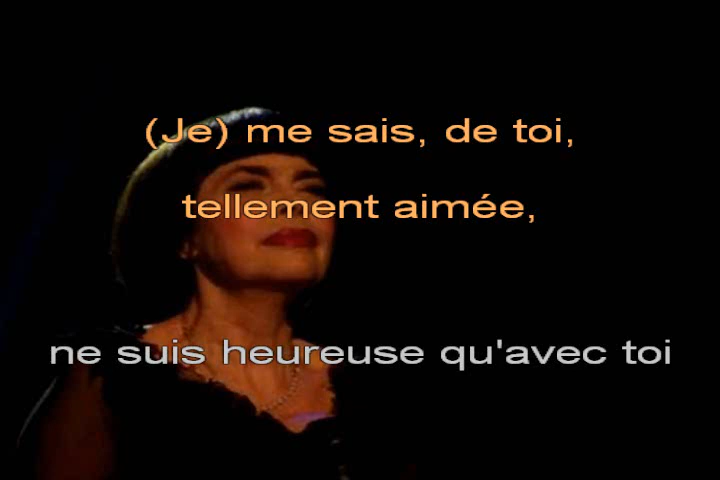 (Je) me sais, de toi,
tellement aimée,
ne suis heureuse qu'avec toi